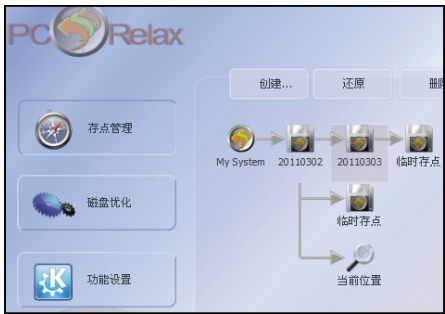 PC Relax
创建... 还原
存点管理
My System 20110302 20110303 临时存点
磁盘优化
临时存点
功能设置
当前位置